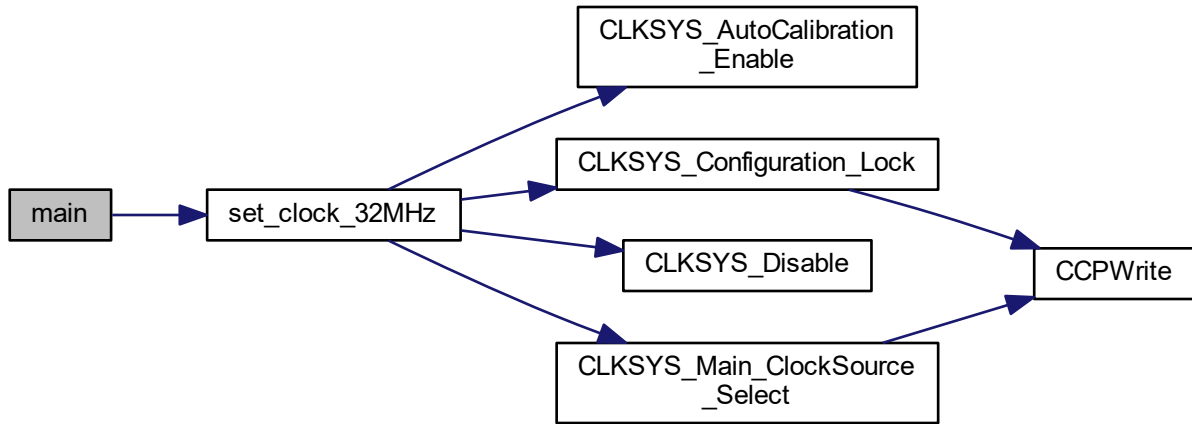 CLKSYS_AutoCalibration
_Enable
CLKSYS_Configuration_Lock
main
set_clock_32MHz
CLKSYS_Disable
CCPWrite
CLKSYS_Main_ClockSource
_Select